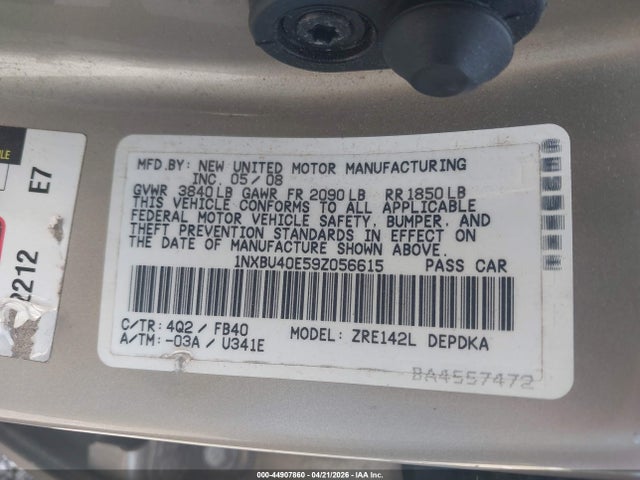 MFD.BY: NEW UNITED MOTOR MANUFACTURING
INC. 05/08
GVWR 3840LB GAWR FR 2090LB RR1850LB
THIS VEHICLE CONFORMS TO ALL APPLICABLE
FEDERAL MOTOR VEHICLE SAFETY, BUMPER, AND
THEFT PREVENTION STANDARDS IN EFFECT ON
THE DATE OF MANUFACTURE SHOWN ABOVE.
1NXBU40E59Z056615 PASS CAR
C/TR: 4Q2 / FB40 MODEL: ZRE142L DEPDKA
A/TM: -03A / U341E
BA4557472
E7
2212
000-44907860 - 04/21/2026 - IAA Inc.